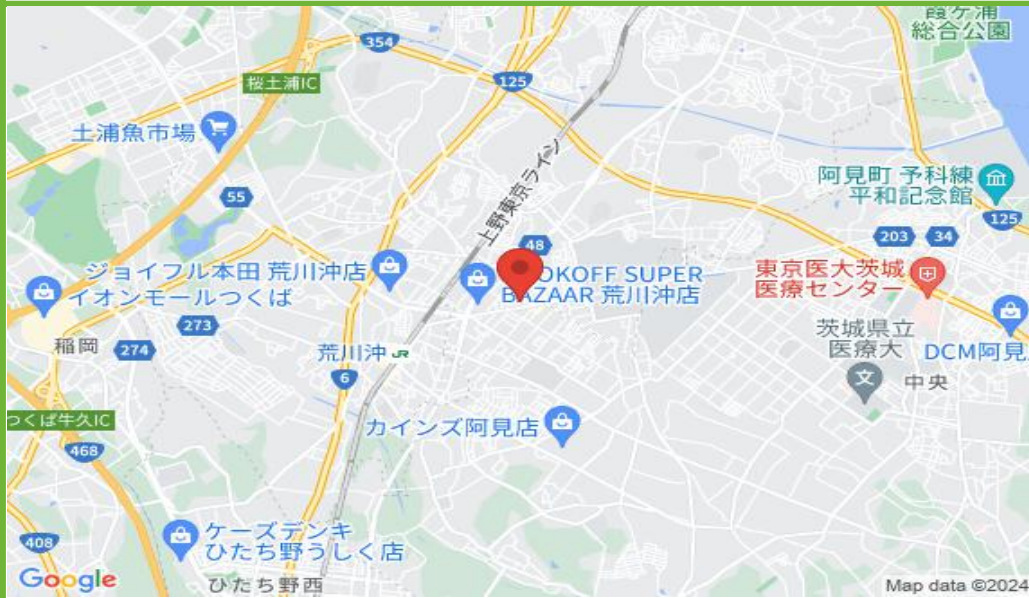 霞ヶ浦
総合公園
354
125
桜土浦IC
土浦魚市場
上野東京ライン
阿見町 予科練
平和記念館
55
125
48
203
34
ジョイフル本田 荒川沖店
イオンモールつくば
OKOFF SUPER
BAZAAR 荒川沖店
東京医大茨城
医療センター
273
稲岡
274
荒川沖 JR
6
茨城県立
医療大
DCM阿見
文
中央
つくば牛久IC
カインズ阿見店
468
408
ケーズデンキ
ひたち野うしく店
Google
ひたち野西
Map data ©2024